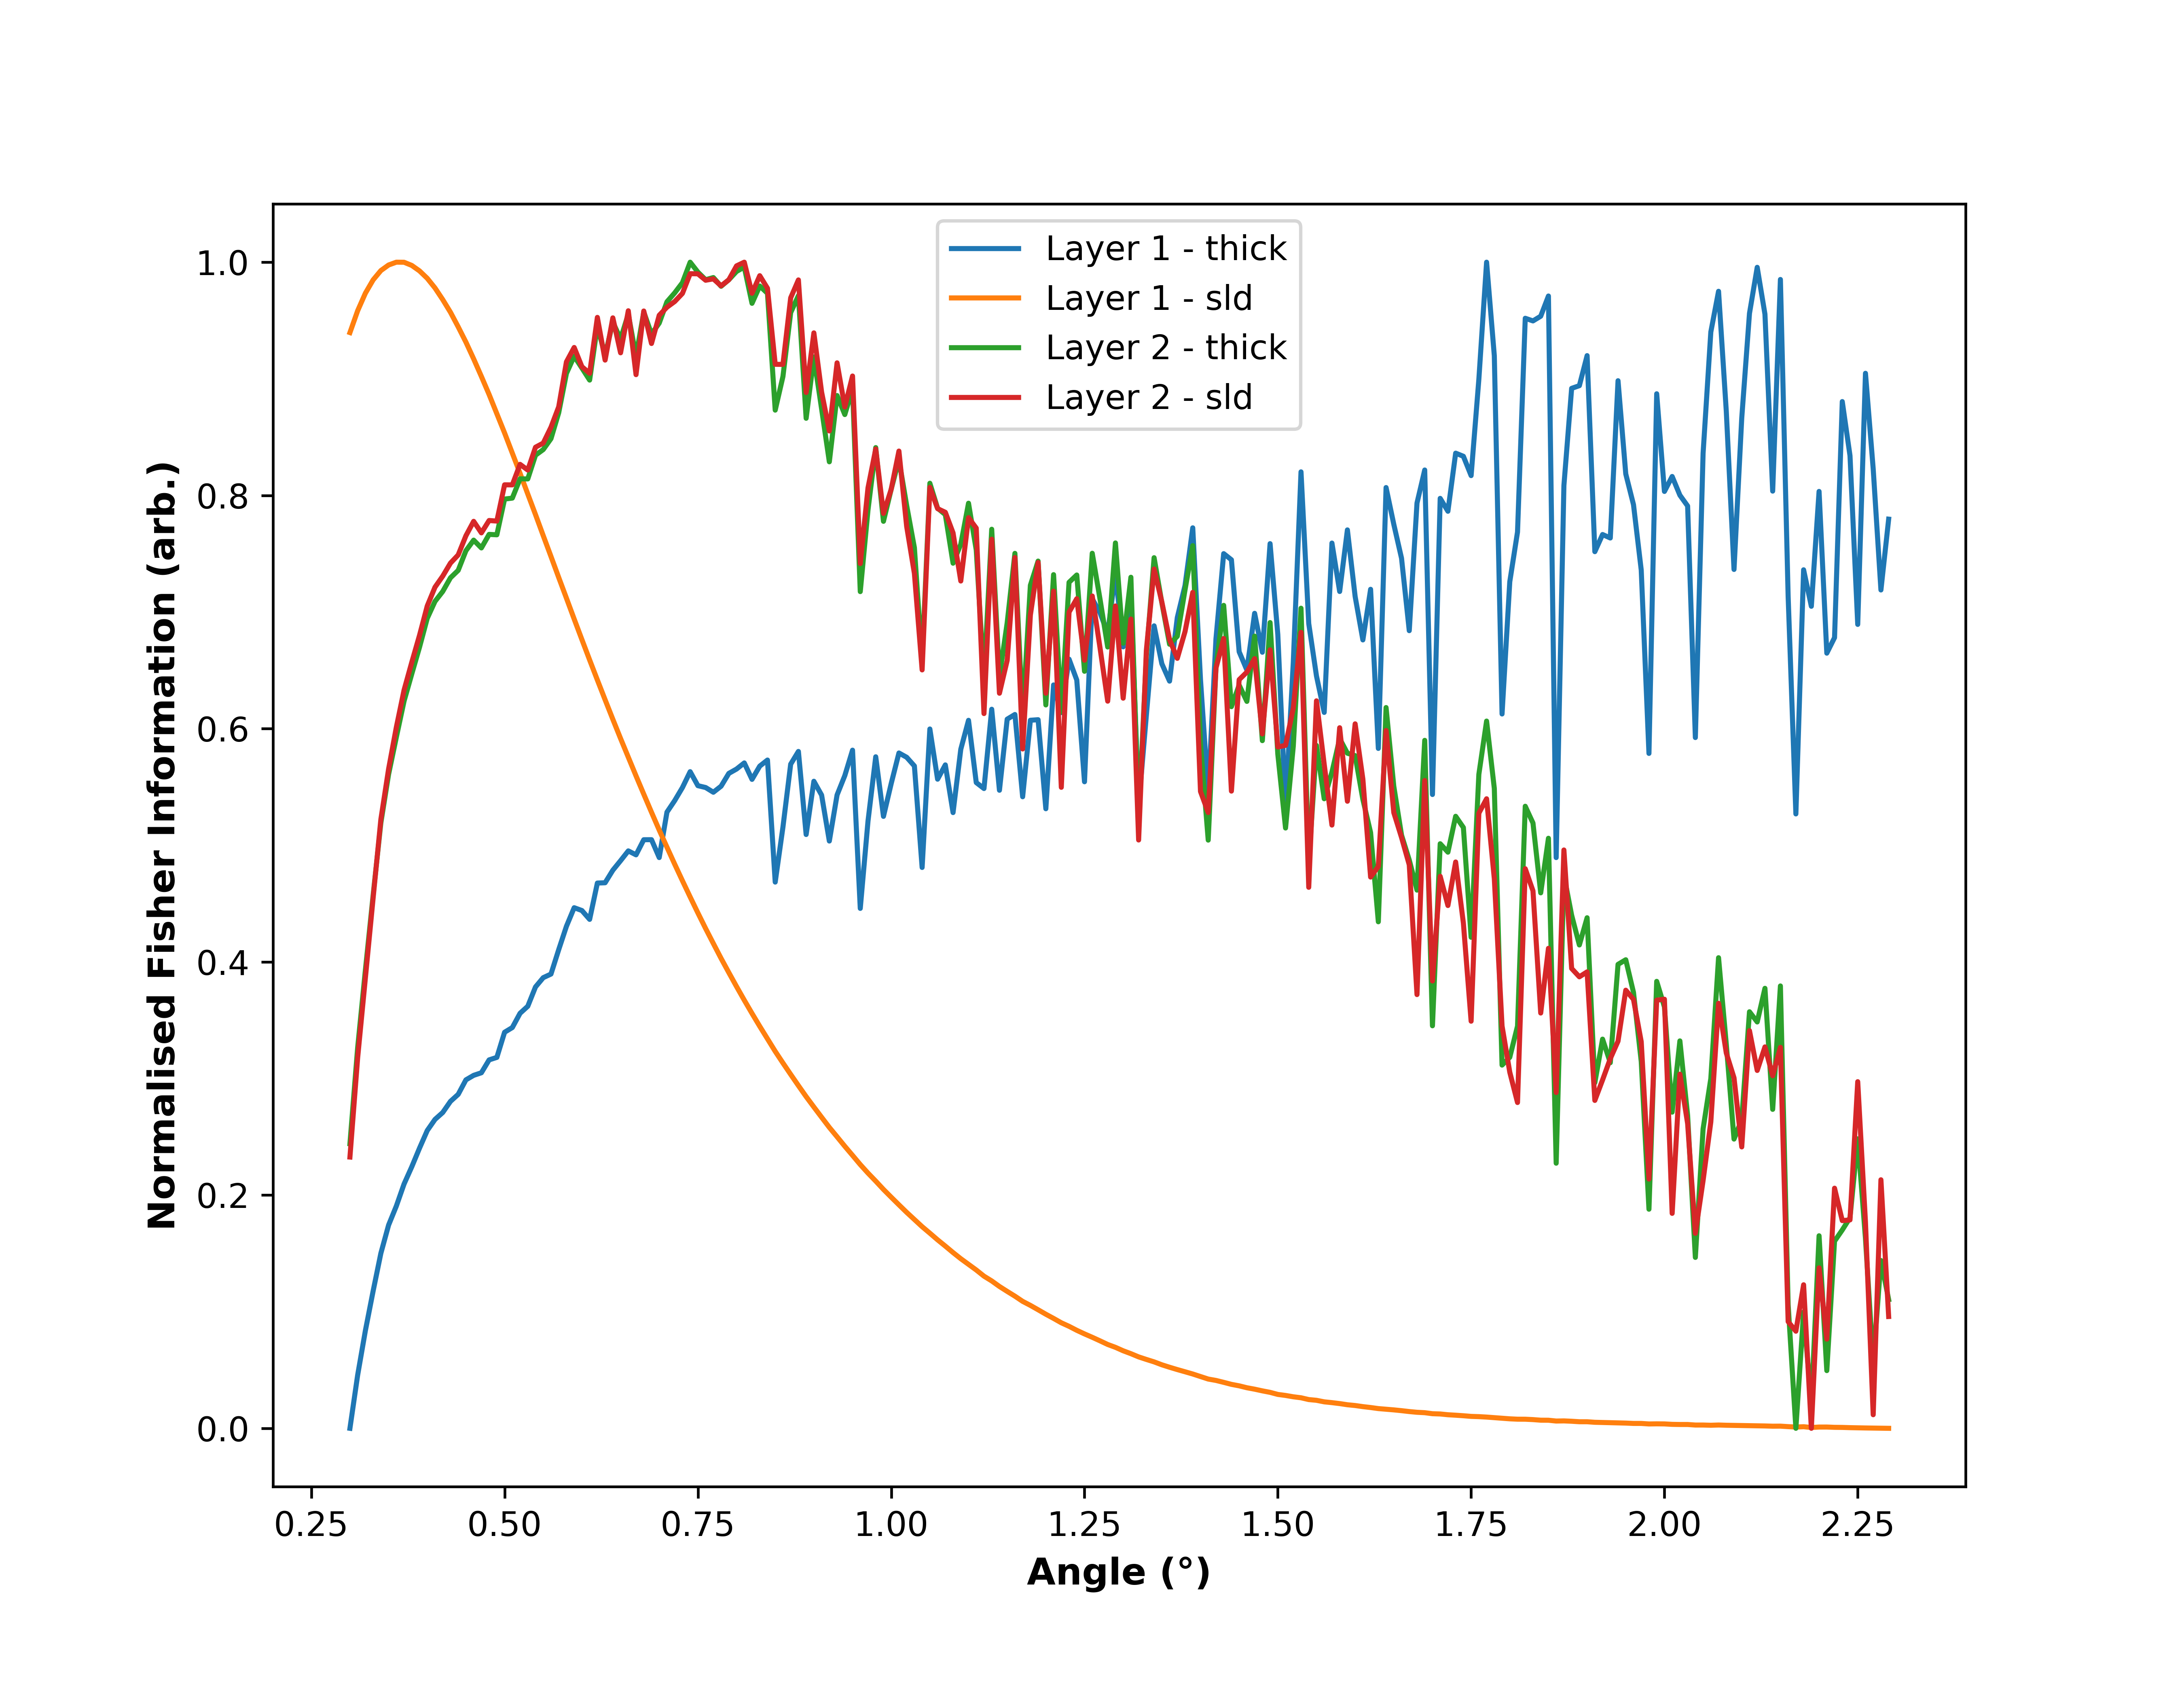 Layer 1 - thick
Layer 1 - sld
Layer 2 - thick
Layer 2 - sld
Normalised Fisher Information (arb.)
1.0
0.8
0.6
0.4
0.2
0.0
0.25 0.50 0.75 1.00 1.25 1.50 1.75 2.00 2.25
Angle (°)